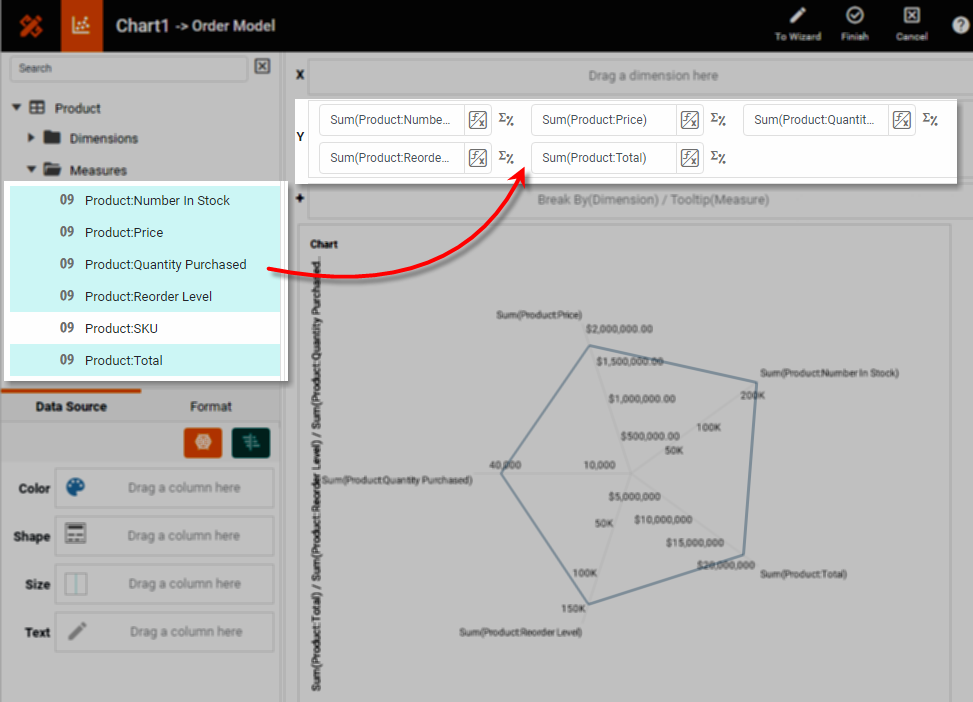 Chart1 -> Order Model
To Wizard
Finish
Cancel
?
Search
Product
Dimensions
Measures
09 Product:Number In Stock
09 Product:Price
09 Product:Quantity Purchased
09 Product:Reorder Level
09 Product:SKU
09 Product:Total
Data Source
Format
Color
Drag a column here
Shape
Drag a column here
Size
Drag a column here
Text
Drag a column here
X
Drag a dimension here
Y
Sum(Product:Numbe...
Sum(Product:Price)
Sum(Product:Quantit...
Sum(Product:Reorde...
Sum(Product:Total)
+
Break By(Dimension) / Tooltip(Measure)
Chart
Sum(Product:Total) / Sum(Product:Reorder Level) / Sum(Product:Quantity Purchased...
Sum(Product:Price)
$2,000,000.00
$1,500,000.00
$1,000,000.00
$500,000.00
Sum(Product:Number In Stock)
200K
100K
50K
40,000
10,000
Sum(Product:Quantity Purchased)
$5,000,000
$10,000,000
$15,000,000
$20,000,000
Sum(Product:Total)
50K
100K
150K
Sum(Product:Reorder Level)